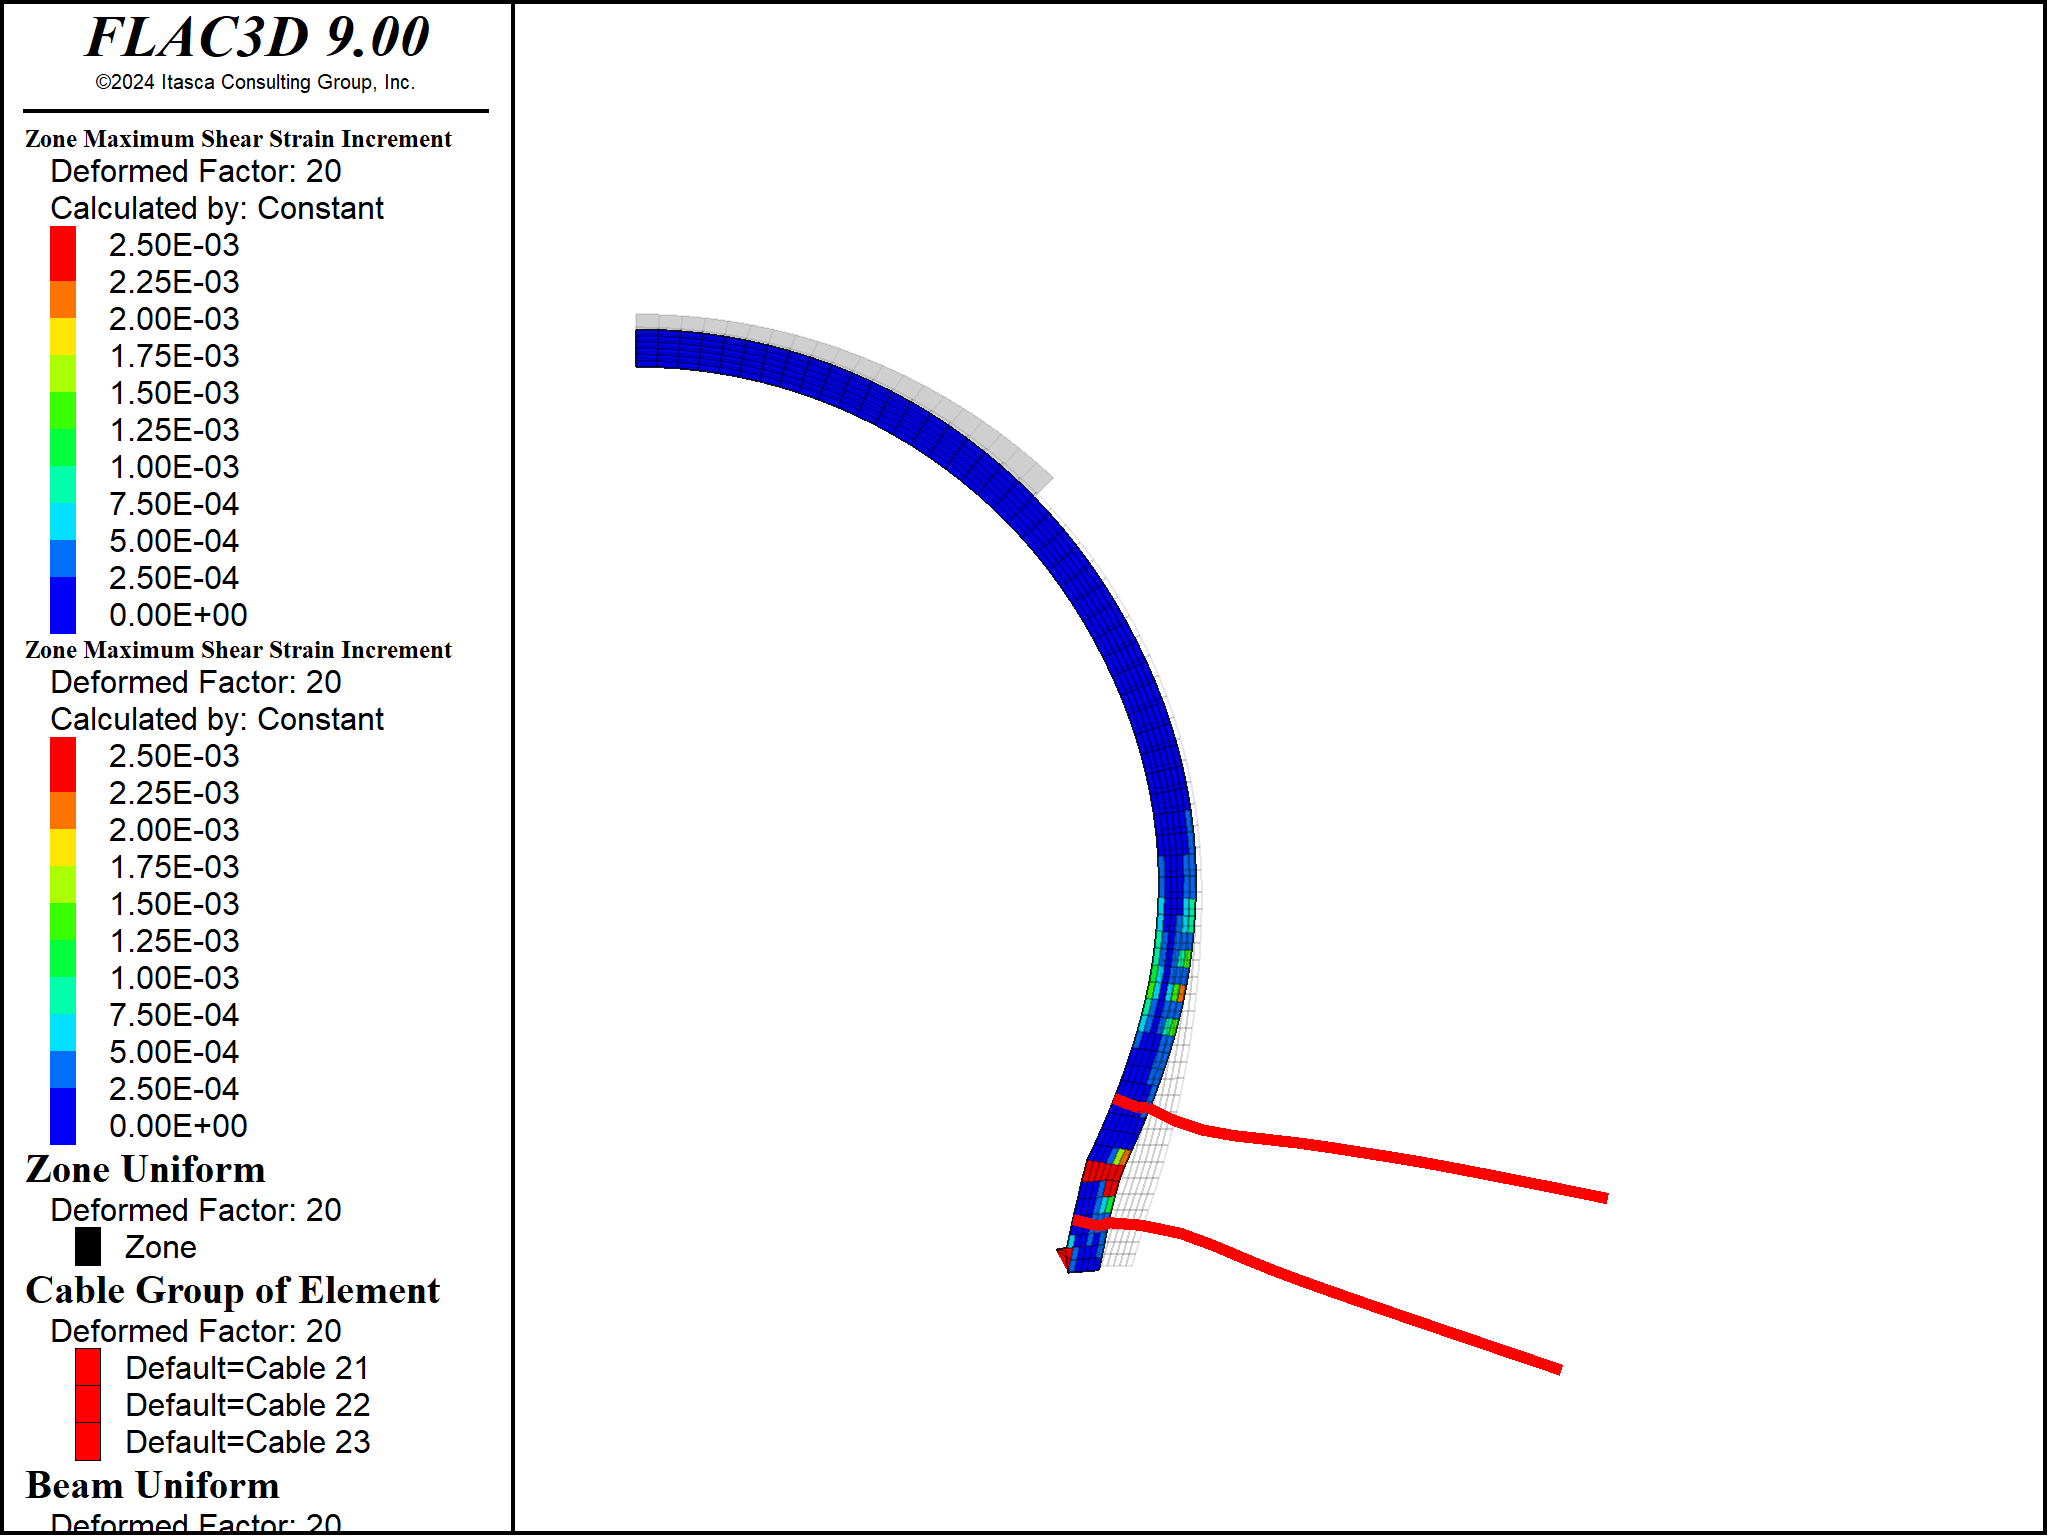 FLAC3D 9.00
©2024 Itasca Consulting Group, Inc.
Zone Maximum Shear Strain Increment
Deformed Factor: 20
Calculated by: Constant
2.50E-03
2.25E-03
2.00E-03
1.75E-03
1.50E-03
1.25E-03
1.00E-03
7.50E-04
5.00E-04
2.50E-04
0.00E+00
Zone Maximum Shear Strain Increment
Deformed Factor: 20
Calculated by: Constant
2.50E-03
2.25E-03
2.00E-03
1.75E-03
1.50E-03
1.25E-03
1.00E-03
7.50E-04
5.00E-04
2.50E-04
0.00E+00
Zone Uniform
Deformed Factor: 20
Zone
Cable Group of Element
Deformed Factor: 20
Default=Cable 21
Default=Cable 22
Default=Cable 23
Beam Uniform
Deformed Factor: 20